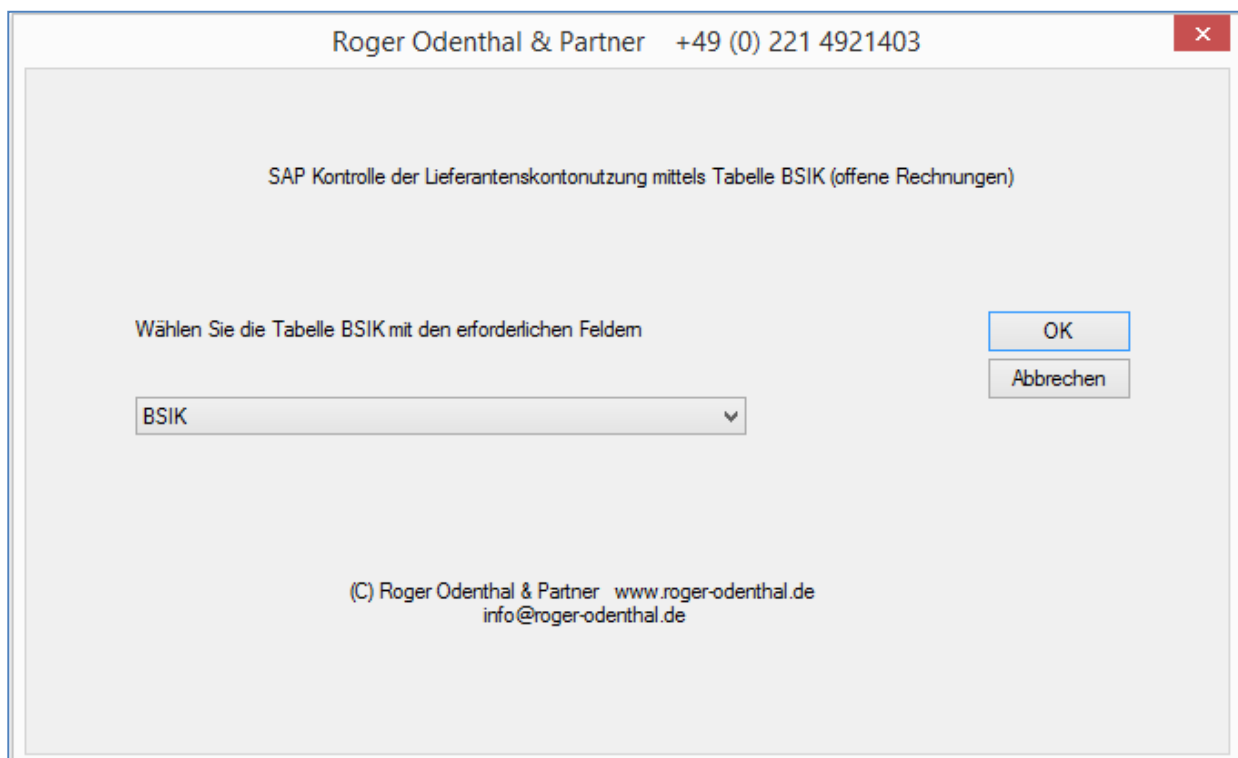 Roger Odenthal & Partner +49 (0) 221 4921403
SAP Kontrolle der Lieferantenskontonutzung mittels Tabelle BSIK (offene Rechnungen)
Wählen Sie die Tabelle BSIK mit den erforderlichen Feldern
OK
Abbrechen
BSIK
(C) Roger Odenthal & Partner www.roger-odenthal.de
info@roger-odenthal.de